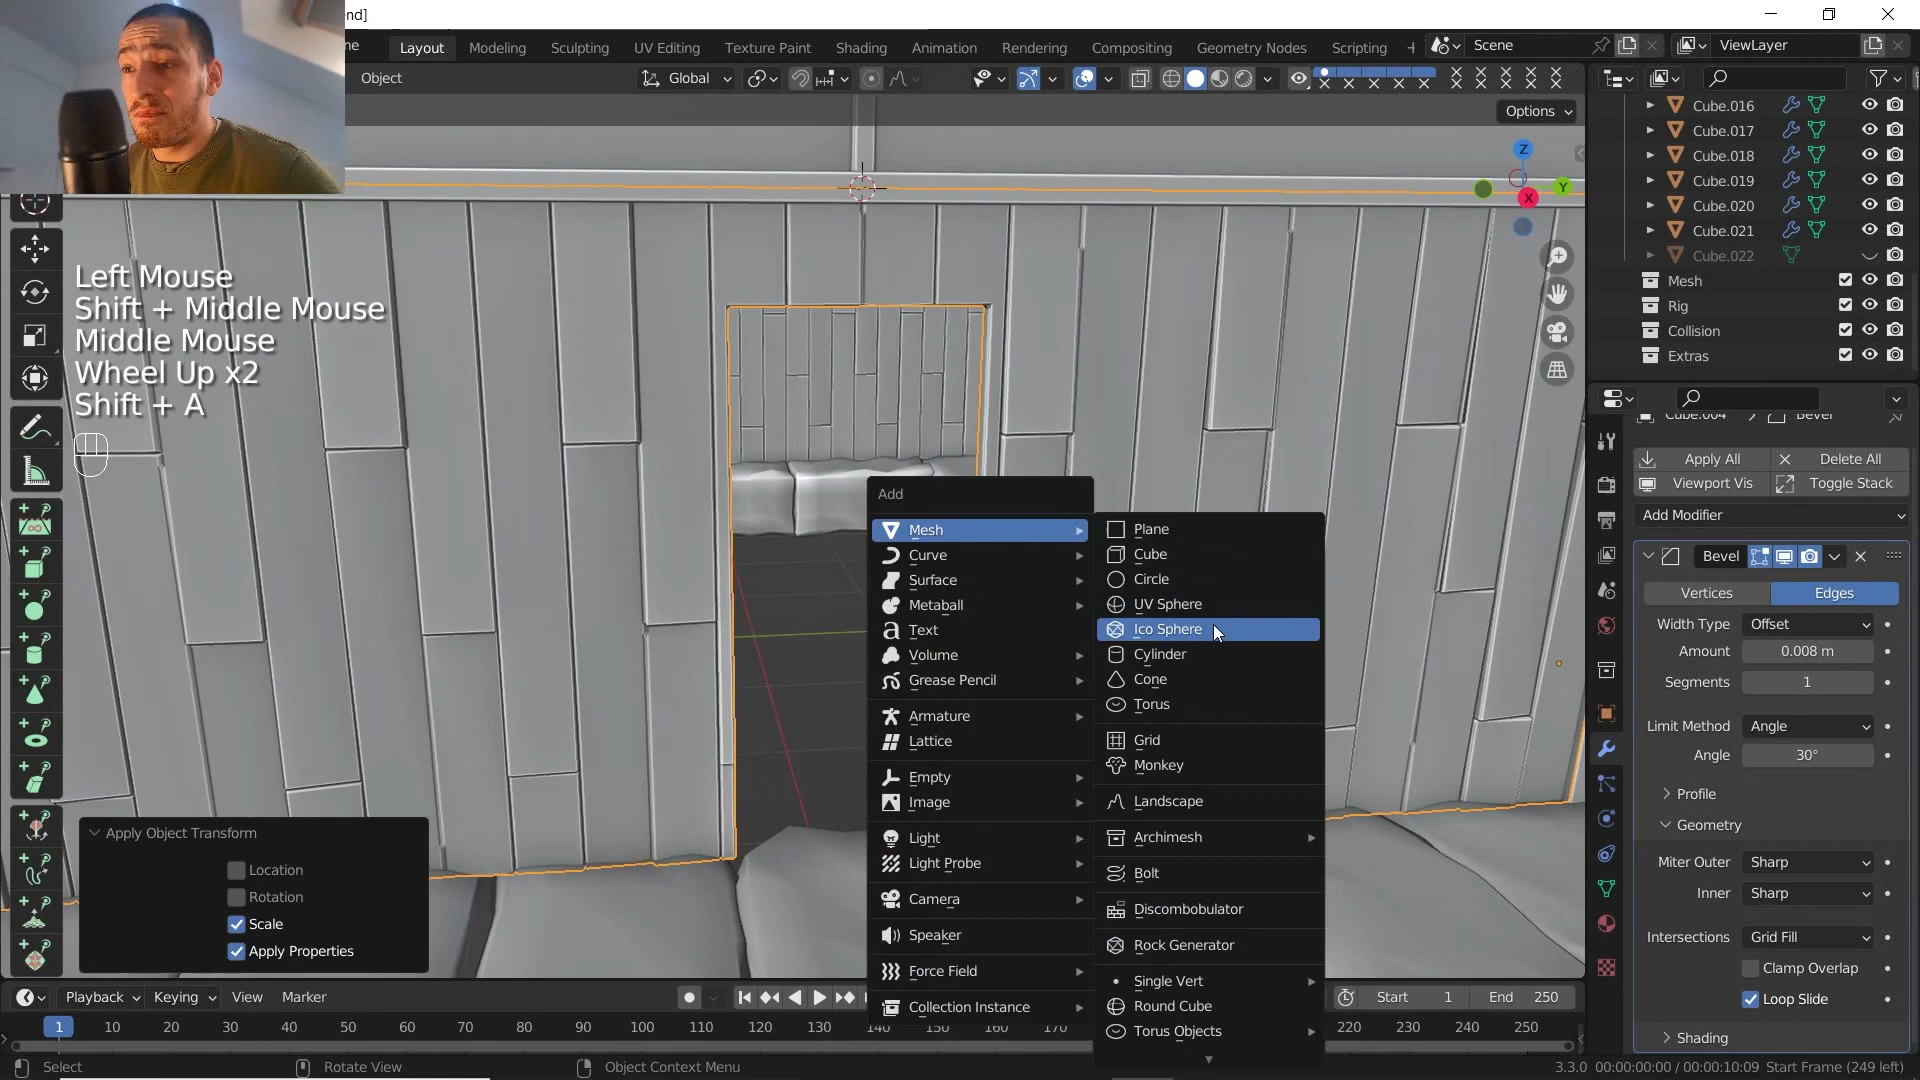 nd]
ne
Layout
Modeling
Sculpting
UV Editing
Texture Paint
Shading
Animation
Rendering
Compositing
Geometry Nodes
Scripting
Scene
ViewLayer
Object
Global
Options
Left Mouse
Shift + Middle Mouse
Middle Mouse
Wheel Up x2
Shift + A
Z
Y
X
Cube.016
Cube.017
Cube.018
Cube.019
Cube.020
Cube.021
Cube.022
Mesh
Rig
Collision
Extras
Cube.004 > Bevel
Apply All
Delete All
Viewport Vis
Toggle Stack
Add Modifier
Bevel
Vertices
Edges
Width Type Offset
Amount 0.008 m
Segments 1
Limit Method Angle
Angle 30°
Profile
Geometry
Miter Outer Sharp
Inner Sharp
Intersections Grid Fill
Clamp Overlap
Loop Slide
Shading
Add
Mesh
Curve
Surface
Metaball
Text
Volume
Grease Pencil
Armature
Lattice
Empty
Image
Light
Light Probe
Camera
Speaker
Force Field
Collection Instance
Plane
Cube
Circle
UV Sphere
Ico Sphere
Cylinder
Cone
Torus
Grid
Monkey
Landscape
Archimesh
Bolt
Discombobulator
Rock Generator
Single Vert
Round Cube
Torus Objects
Apply Object Transform
Location
Rotation
Scale
Apply Properties
Playback
Keying
View
Marker
Start 1
End 250
1 10 20 30 40 50 60 70 80 90 100 110 120 130 140 150 160 170 220 230 240 250
Select
Rotate View
Object Context Menu
3.3.0 00:00:00:00 / 00:00:10:09 Start Frame (249 left)